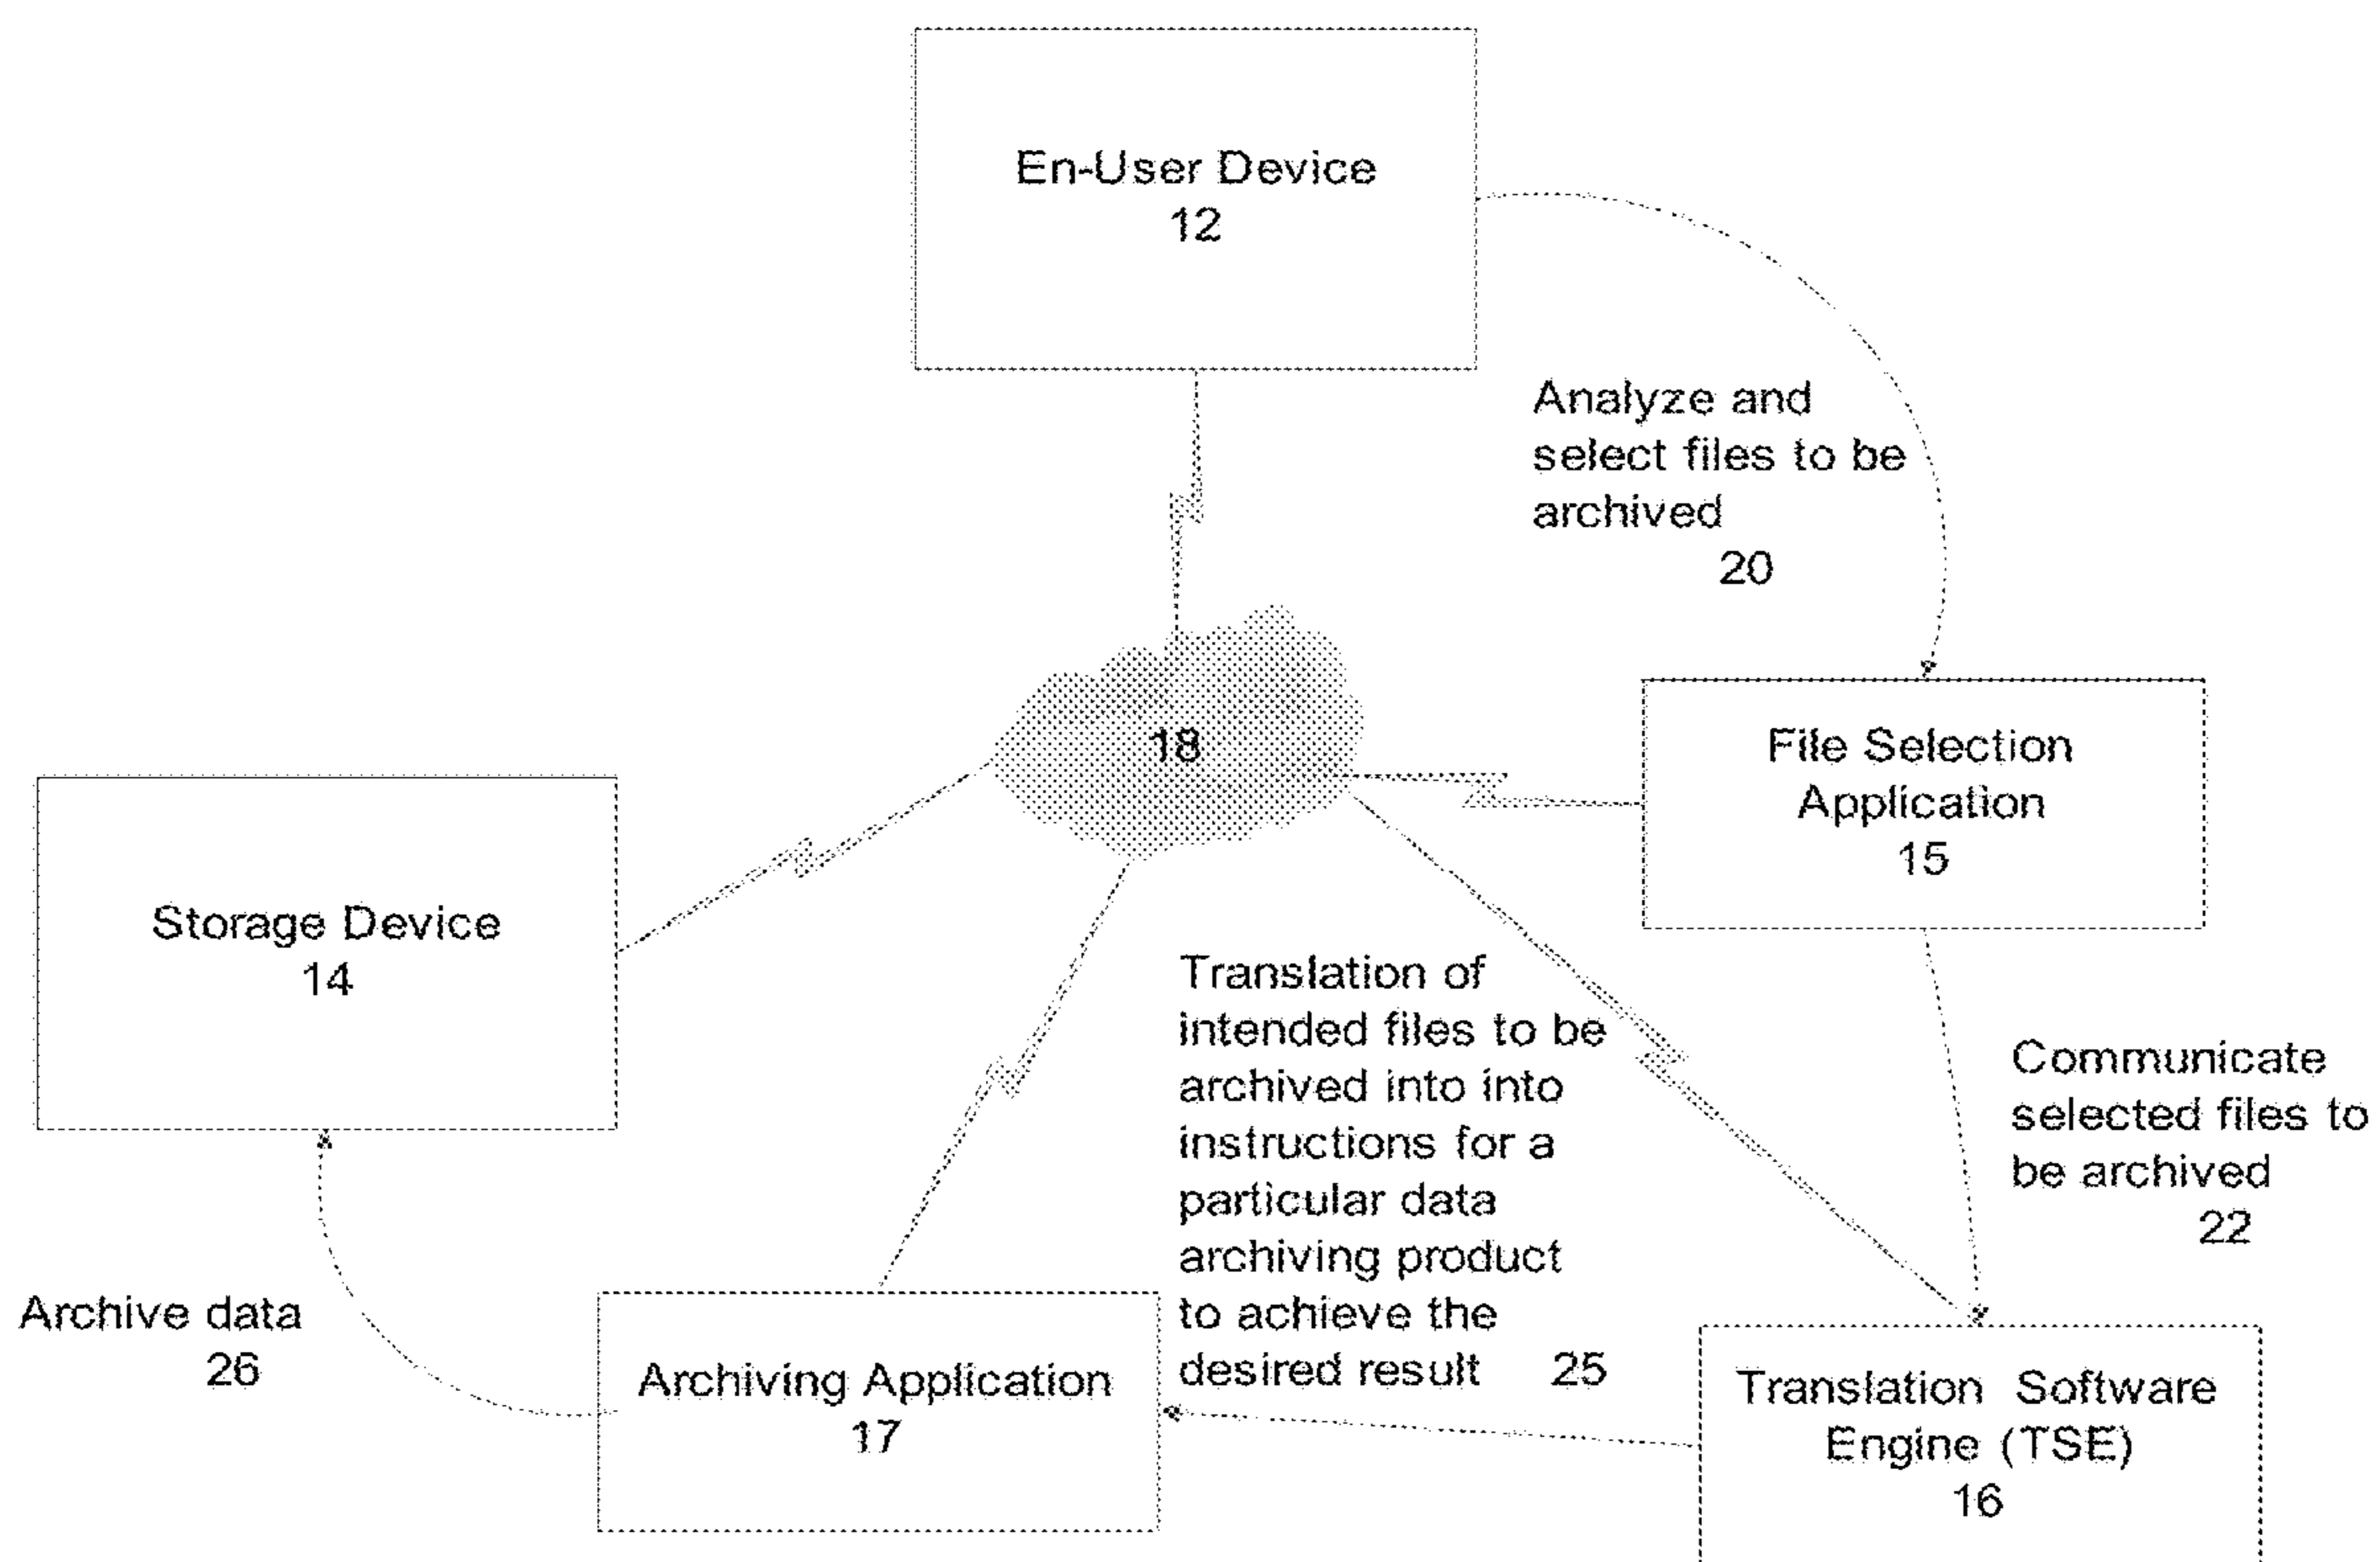 En-User Device
12
Analyze and
select files to be
archived
20
18
File Selection
Application
15
Storage Device
14
Translation of
intended files to be
archived into into
instructions for a
particular data
archiving product
to achieve the
desired result 25
Communicate
selected files to
be archived
22
Archive data
26
Archiving Application
17
Translation Software
Engine (TSE)
16